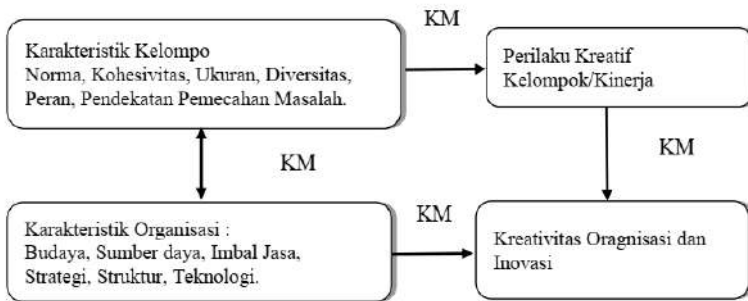 KM
Karakteristik Kelompo
Norma, Kohesivitas, Ukuran, Diversitas,
Peran, Pendekatan Pemecahan Masalah.
Perilaku Kreatif
Kelompok/Kinerja
KM
KM
KM
Karakteristik Organisasi :
Budaya, Sumber daya, Imbal Jasa,
Strategi, Struktur, Teknologi.
Kreativitas Oragnisasi dan
Inovasi